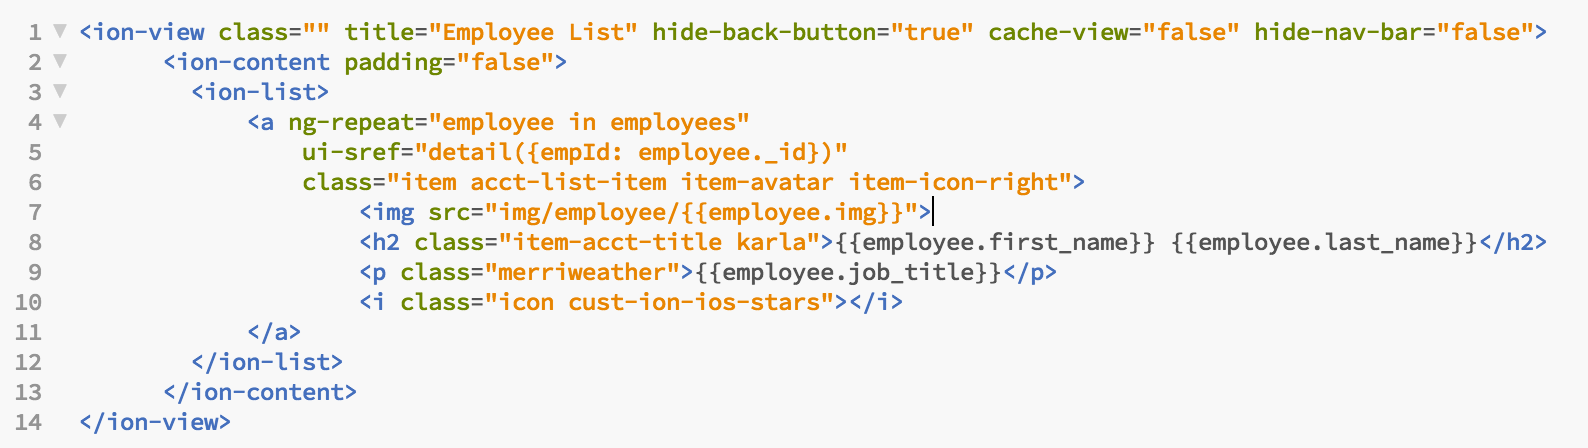 1 <ion-view class="" title="Employee List" hide-back-button="true" cache-view="false" hide-nav-bar="false">
2 <ion-content padding="false">
3 <ion-list>
4 <a ng-repeat="employee in employees"
5 ui-sref="detail({empId: employee._id})"
6 class="item acct-list-item item-avatar item-icon-right">
7 <img src="img/employee/{{employee.img}}">
8 <h2 class="item-acct-title karla">{{employee.first_name}} {{employee.last_name}}</h2>
9 <p class="merriweather">{{employee.job_title}}</p>
10 <i class="icon cust-ion-ios-stars"></i>
11 </a>
12 </ion-list>
13 </ion-content>
14 </ion-view>